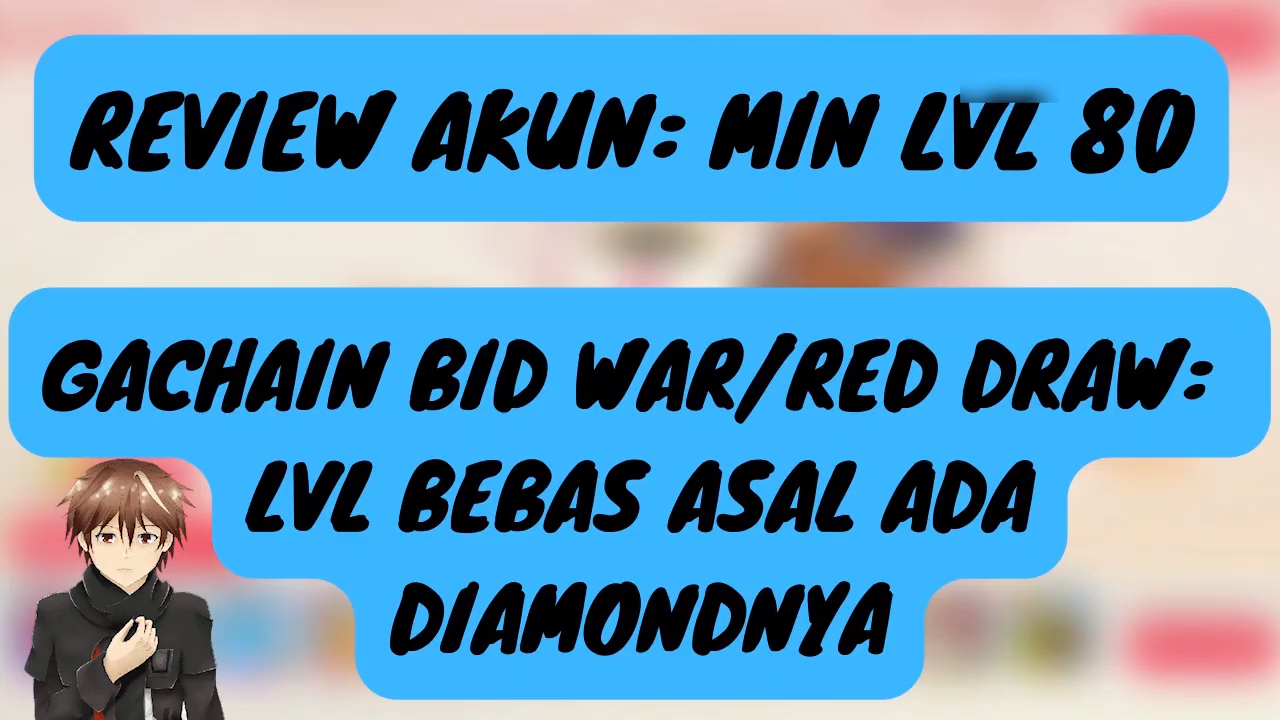 REVIEW AKUN: MIN LVL 80
GACHAIN BID WAR/RED DRAW:
LVL BEBAS ASAL ADA
DIAMONDNYA